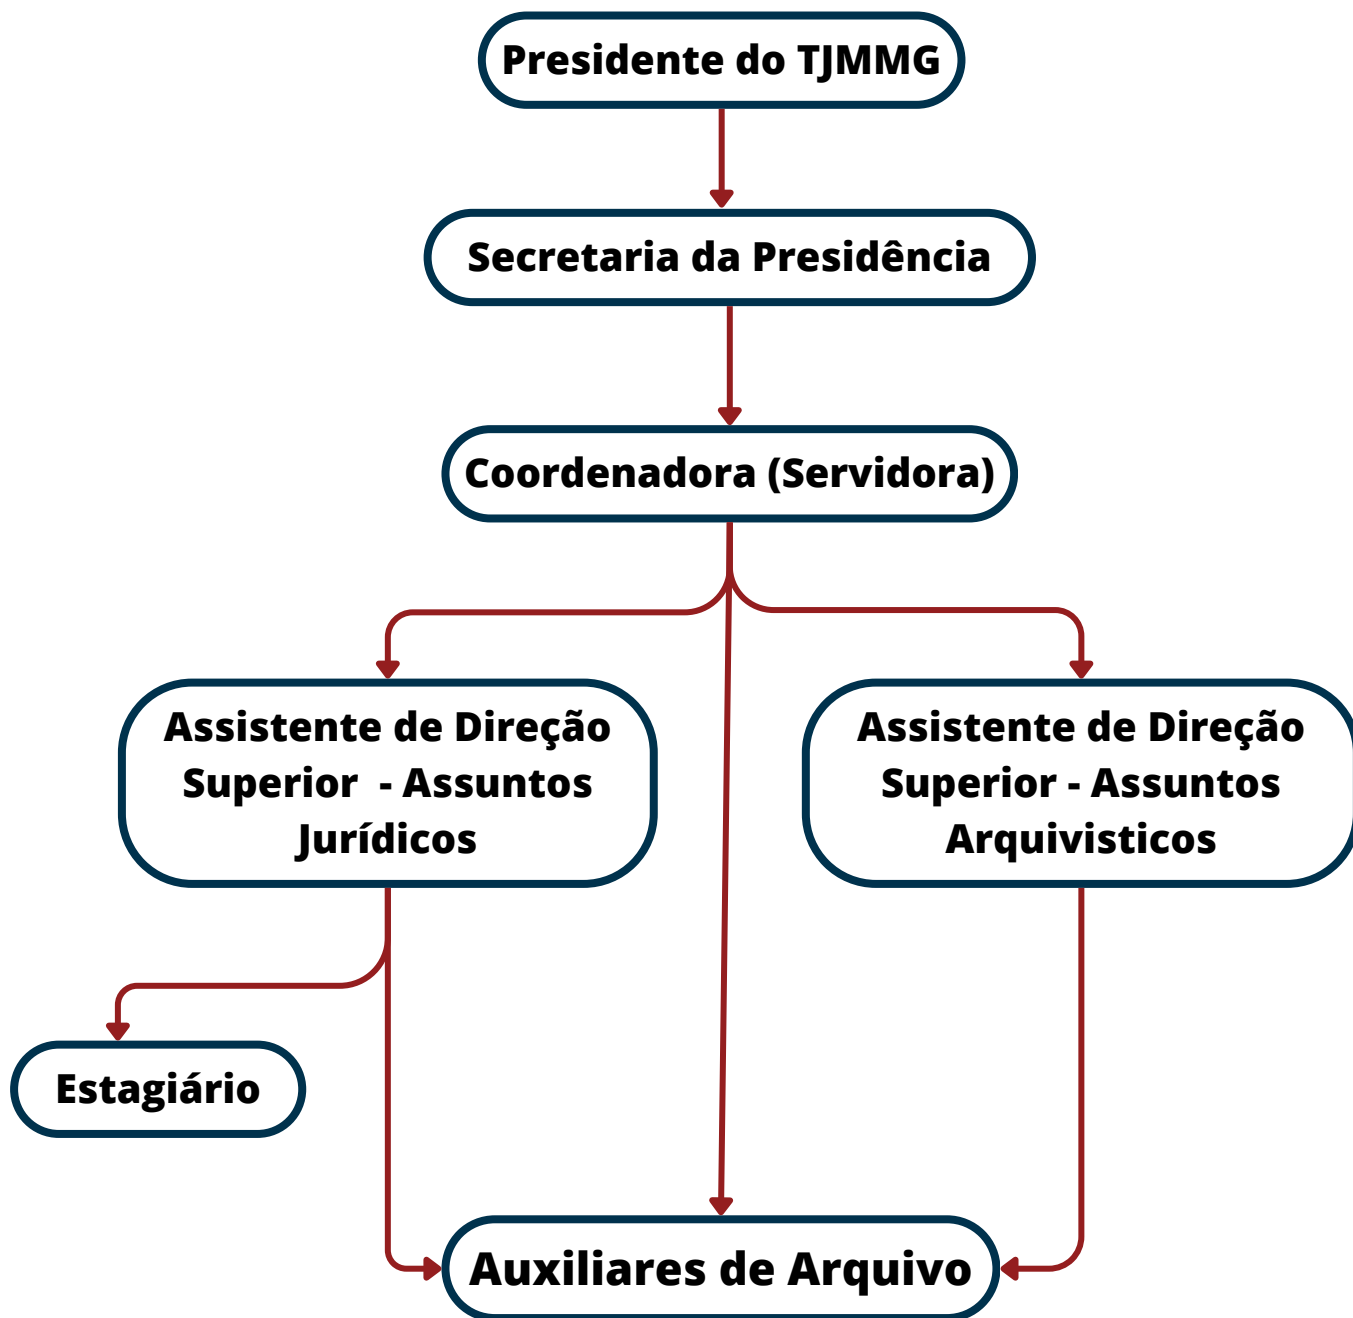 Presidente do TJMMG
Secretaria da Presidência
Coordenadora (Servidora)
Assistente de Direção
Superior - Assuntos
Jurídicos
Assistente de Direção
Superior - Assuntos
Arquivisticos
Estagiário
Auxiliares de Arquivo